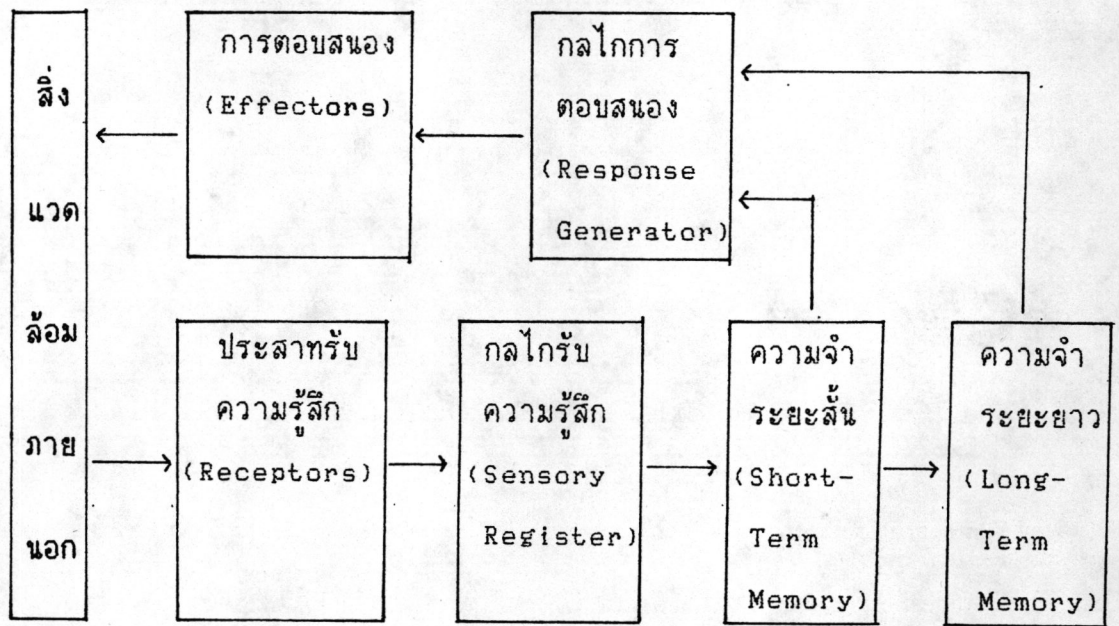 สิ่ง
แวด
ล้อม
ภาย
นอก
การตอบสนอง
(Effectors)
กลไกการ
ตอบสนอง
(Response
Generator)
ประสาทรับ
ความรู้สึก
(Receptors)
กลไกรับ
ความรู้สึก
(Sensory
Register)
ความจำ
ระยะสั้น
(Short-
Term
Memory)
ความจำ
ระยะยาว
(Long-
Term
Memory)